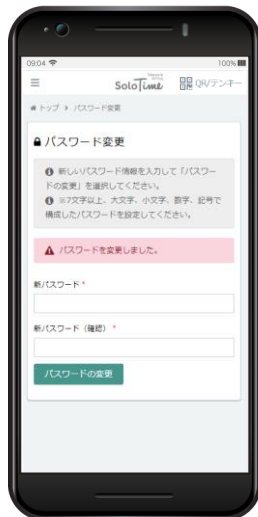 09:04 100%
SoloTime QR/テンキー
トップ ▸ パスワード変更
パスワード変更
新しいパスワード情報を入力して「パスワー
ドの変更」を選択してください。
※7文字以上、大文字、小文字、数字、記号で
構成したパスワードを設定してください。
パスワードを変更しました。
新パスワード *
新パスワード（確認） *
パスワードの変更